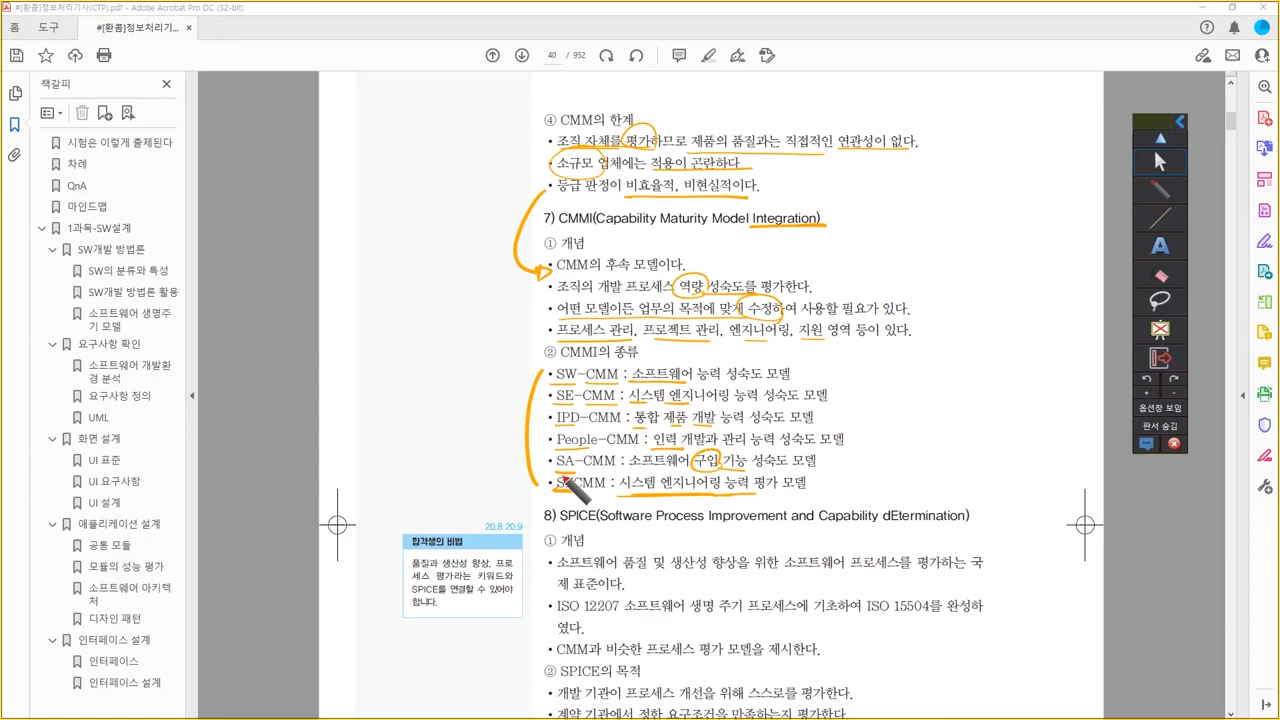 #[환콤]정보처리기사(CTP).pdf - Adobe Acrobat Pro DC (32-bit)
홈
도구
#[환콤]정보처리기...
40 / 952
책갈피
시험은 이렇게 출제된다
차례
QnA
마인드맵
1과목-SW설계
SW개발 방법론
SW의 분류와 특성
SW개발 방법론 활용
소프트웨어 생명주
기 모델
요구사항 확인
소프트웨어 개발환
경 분석
요구사항 정의
UML
화면 설계
UI 표준
UI 요구사항
UI 설계
애플리케이션 설계
공통 모듈
모듈의 성능 평가
소프트웨어 아키텍
처
디자인 패턴
인터페이스 설계
인터페이스
인터페이스 설계
④ CMM의 한계
• 조직 자체를 평가하므로 제품의 품질과는 직접적인 연관성이 없다.
• 소규모 업체에는 적용이 곤란하다.
• 등급 판정이 비효율적, 비현실적이다.
7) CMMI(Capability Maturity Model Integration)
① 개념
• CMM의 후속 모델이다.
• 조직의 개발 프로세스 역량 성숙도를 평가한다.
• 어떤 모델이든 업무의 목적에 맞게 수정하여 사용할 필요가 있다.
• 프로세스 관리, 프로젝트 관리, 엔지니어링, 지원 영역 등이 있다.
② CMMI의 종류
• SW-CMM : 소프트웨어 능력 성숙도 모델
• SE-CMM : 시스템 엔지니어링 능력 성숙도 모델
• IPD-CMM : 통합 제품 개발 능력 성숙도 모델
• People-CMM : 인력 개발과 관리 능력 성숙도 모델
• SA-CMM : 소프트웨어 구입 기능 성숙도 모델
CMM : 시스템 엔지니어링 능력 평가 모델
8) SPICE(Software Process Improvement and Capability dEtermination)
① 개념
• 소프트웨어 품질 및 생산성 향상을 위한 소프트웨어 프로세스를 평가하는 국
제 표준이다.
• ISO 12207 소프트웨어 생명 주기 프로세스에 기초하여 ISO 15504를 완성하
였다.
• CMM과 비슷한 프로세스 평가 모델을 제시한다.
② SPICE의 목적
• 개발 기관이 프로세스 개선을 위해 스스로를 평가한다.
• 계약 기관에서 정한 요구조건을 만족하는지 평가한다.
20.8 20.9
합격생의 비법
품질과 생산성 향상, 프로
세스 평가라는 키워드와
SPICE를 연결할 수 있어야
합니다.
A
- +
옵션창 보임
판서 숨김